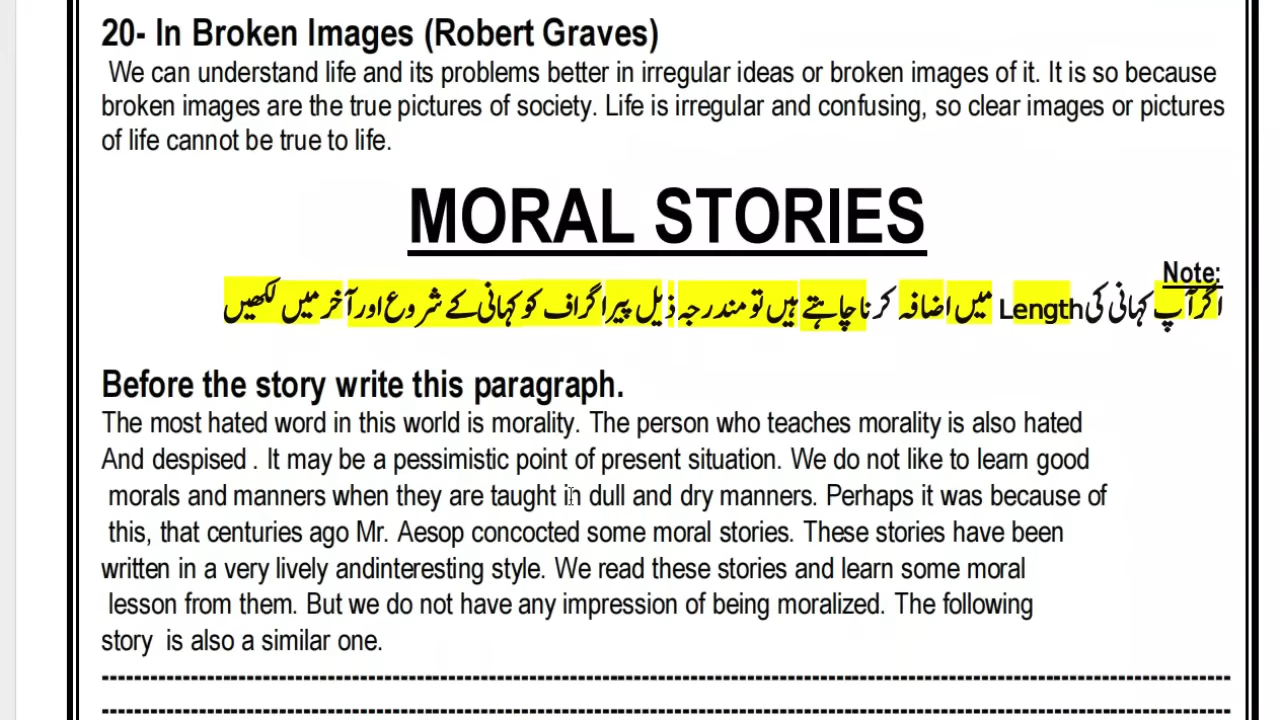 20- In Broken Images (Robert Graves)
We can understand life and its problems better in irregular ideas or broken images of it. It is so because
broken images are the true pictures of society. Life is irregular and confusing, so clear images or pictures
of life cannot be true to life.
MORAL STORIES
Note:
اگر آپ کہانی کی Length میں اضافہ کرنا چاہتے ہیں تو مندرجہ ذیل پیرا گراف کو کہانی کے شروع اور آخر میں لکھیں
Before the story write this paragraph.
The most hated word in this world is morality. The person who teaches morality is also hated
And despised . It may be a pessimistic point of present situation. We do not like to learn good
morals and manners when they are taught in dull and dry manners. Perhaps it was because of
this, that centuries ago Mr. Aesop concocted some moral stories. These stories have been
written in a very lively andinteresting style. We read these stories and learn some moral
lesson from them. But we do not have any impression of being moralized. The following
story is also a similar one.